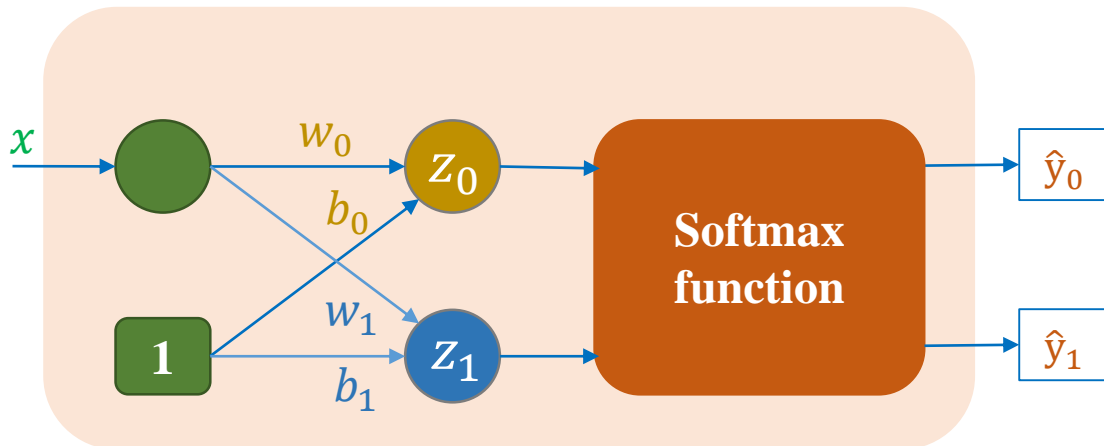 x
w₀
z₀
b₀
Softmax
function
ŷ₀
1
w₁
z₁
b₁
ŷ₁